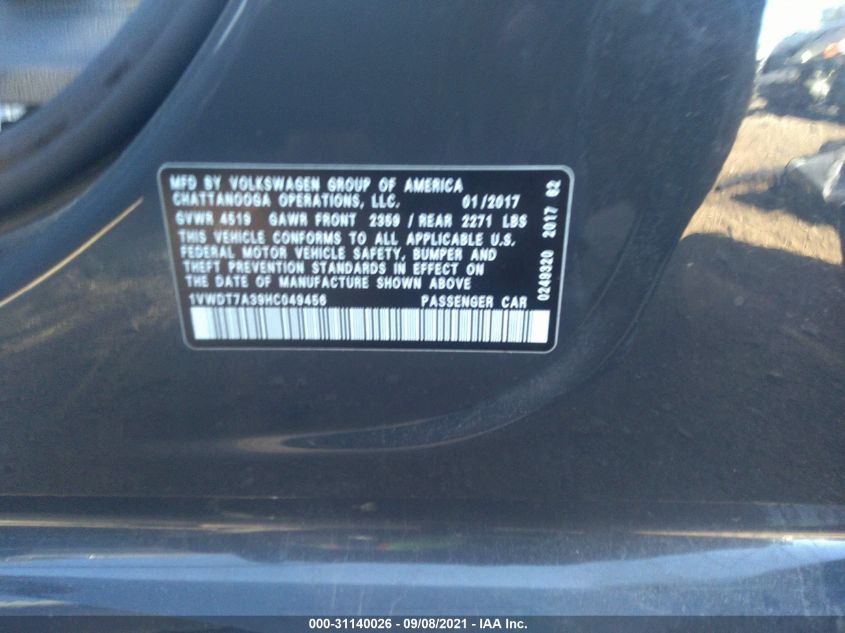 MFD BY VOLKSWAGEN GROUP OF AMERICA
CHATTANOOGA OPERATIONS, LLC. 01/2017
GVWR 4519 GAWR FRONT 2359 / REAR 2271 LBS
THIS VEHICLE CONFORMS TO ALL APPLICABLE U.S.
FEDERAL MOTOR VEHICLE SAFETY, BUMPER AND
THEFT PREVENTION STANDARDS IN EFFECT ON
THE DATE OF MANUFACTURE SHOWN ABOVE
1VWDT7A39HC049456 PASSENGER CAR
0249320 2017 02
000-31140026 - 09/08/2021 - IAA Inc.